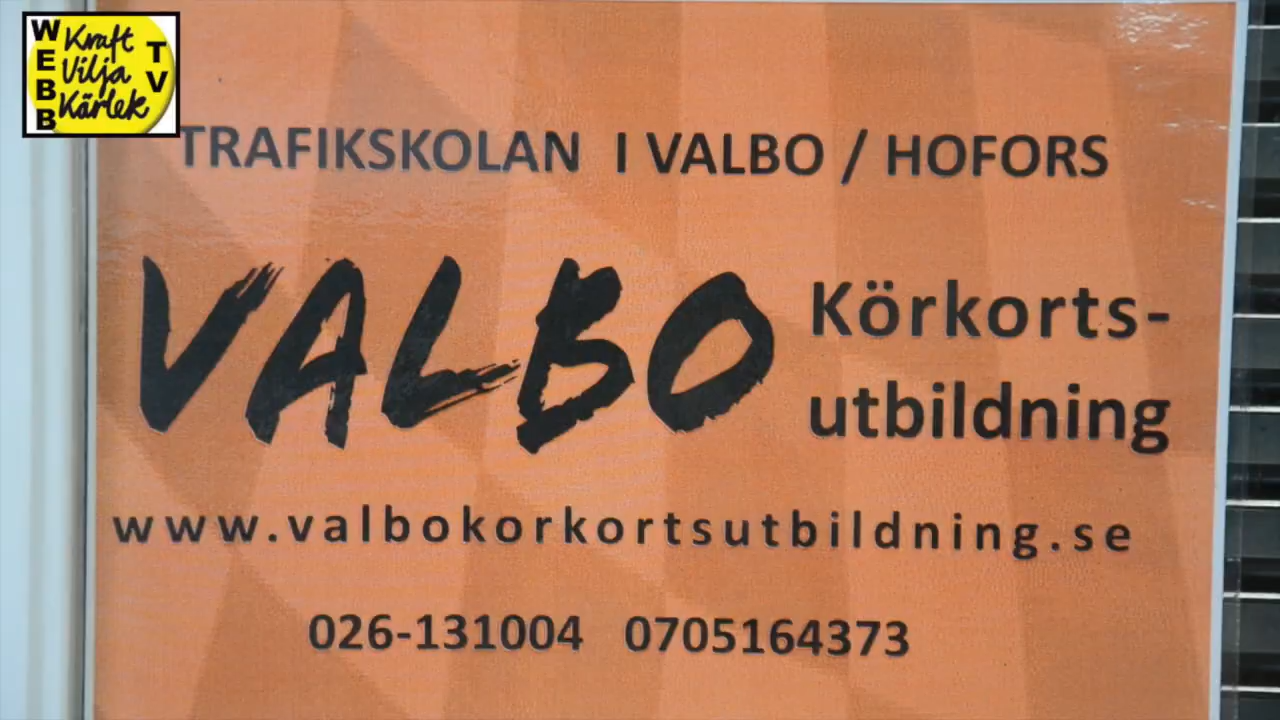 WEBB TV
Kraft
Vilja
Kärlek
TRAFIKSKOLAN I VALBO / HOFORS
VALBO
Körkorts-
utbildning
www.valbokorkortsutbildning.se
026-131004 0705164373